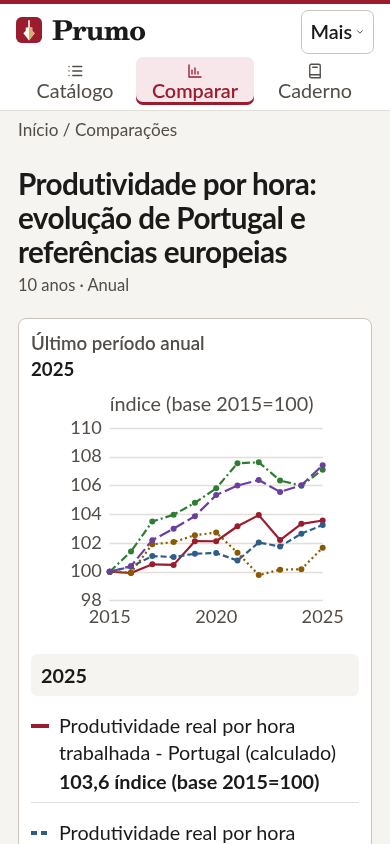 Prumo
Mais
Catálogo
Comparar
Caderno
Início / Comparações
Produtividade por hora:
evolução de Portugal e
referências europeias
10 anos · Anual
Último período anual
2025
índice (base 2015=100)
110
108
106
104
102
100
98
2015
2020
2025
2025
Produtividade real por hora
trabalhada - Portugal (calculado)
103,6 índice (base 2015=100)
Produtividade real por hora